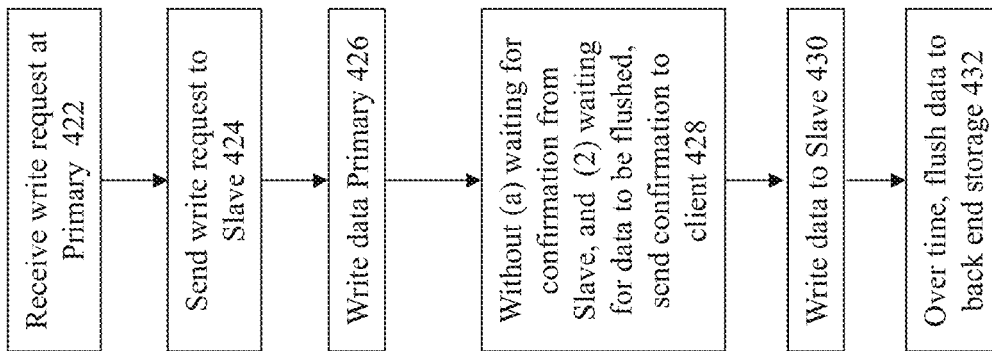 Receive write request at
Primary 422
Send write request to
Slave 424
Write data Primary 426
Without (a) waiting for
confirmation from
Slave, and (2) waiting
for data to be flushed,
send confirmation to
client 428
Write data to Slave 430
Over time, flush data to
back end storage 432